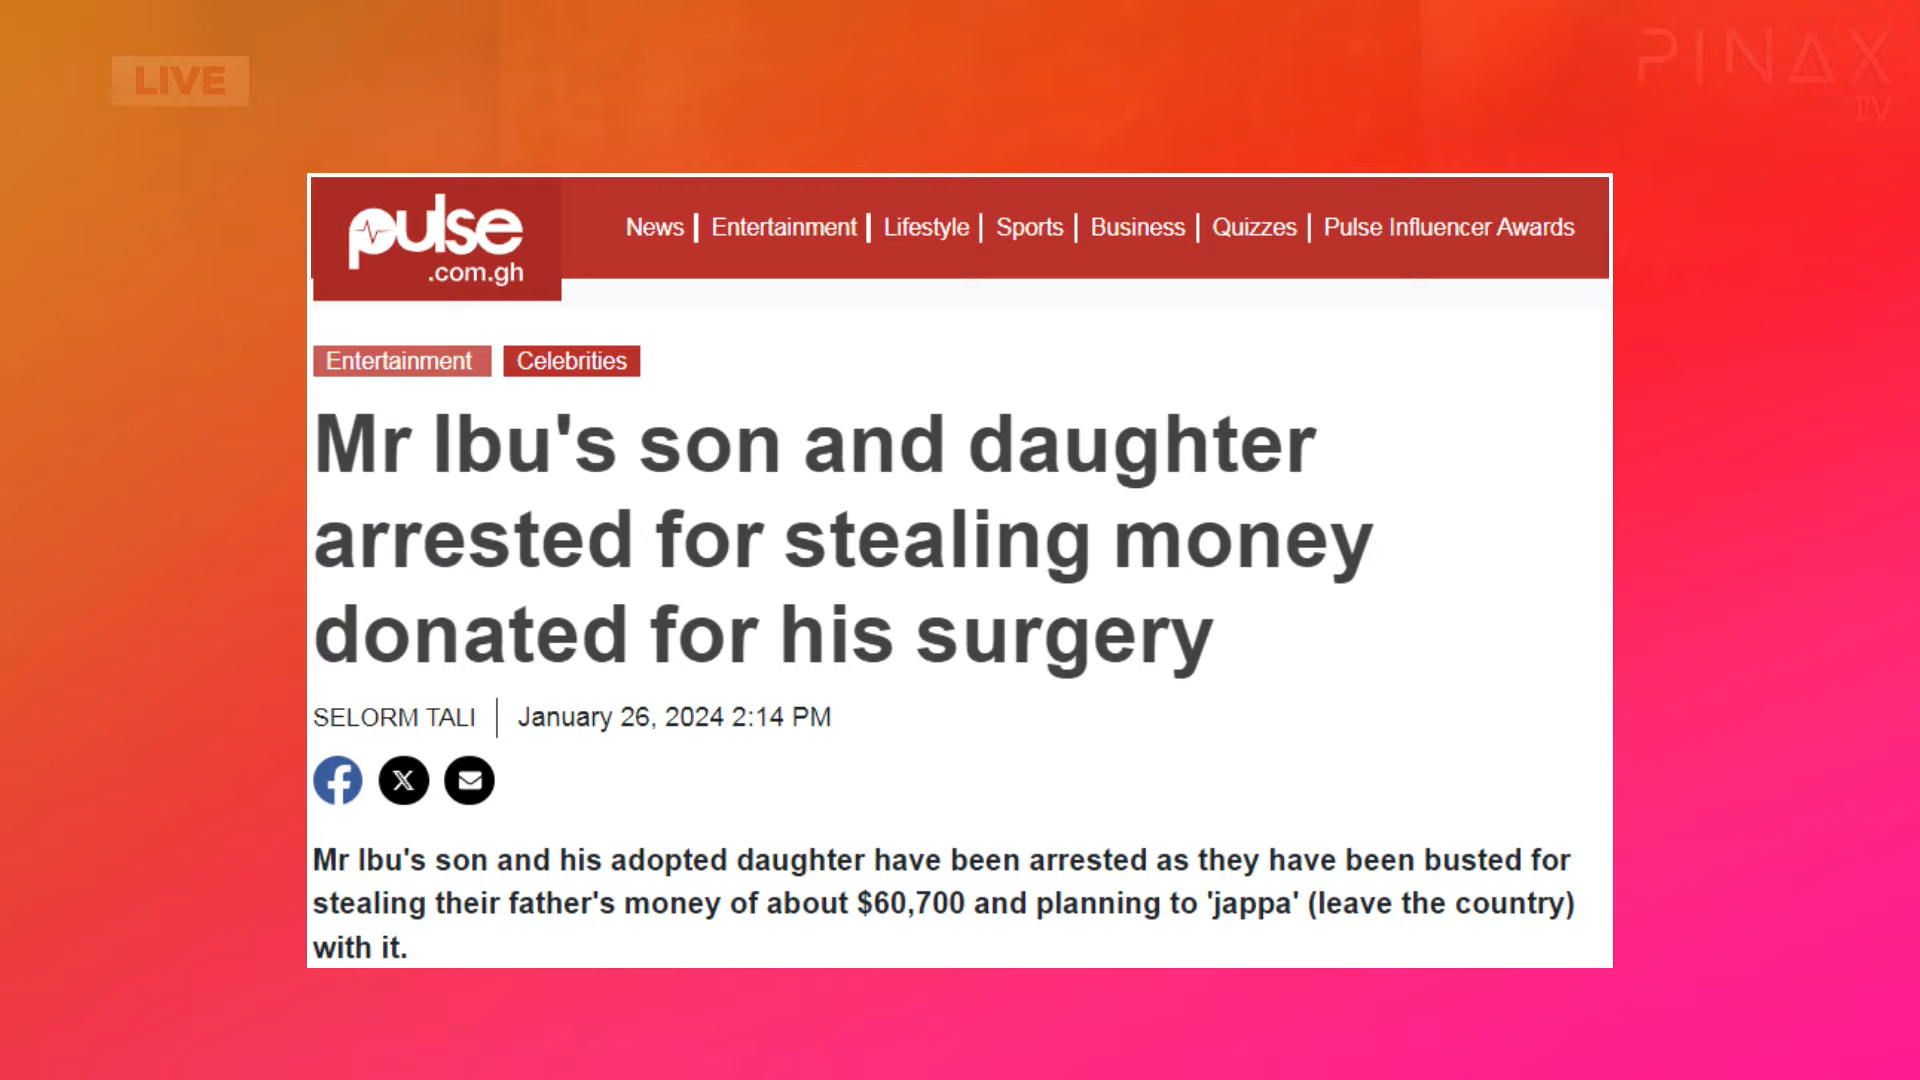 LIVE
PINAX
TV
pulse
.com.gh
News | Entertainment | Lifestyle | Sports | Business | Quizzes | Pulse Influencer Awards
Entertainment Celebrities
Mr Ibu's son and daughter
arrested for stealing money
donated for his surgery
SELORM TALI | January 26, 2024 2:14 PM
Mr Ibu's son and his adopted daughter have been arrested as they have been busted for
stealing their father's money of about $60,700 and planning to 'jappa' (leave the country)
with it.